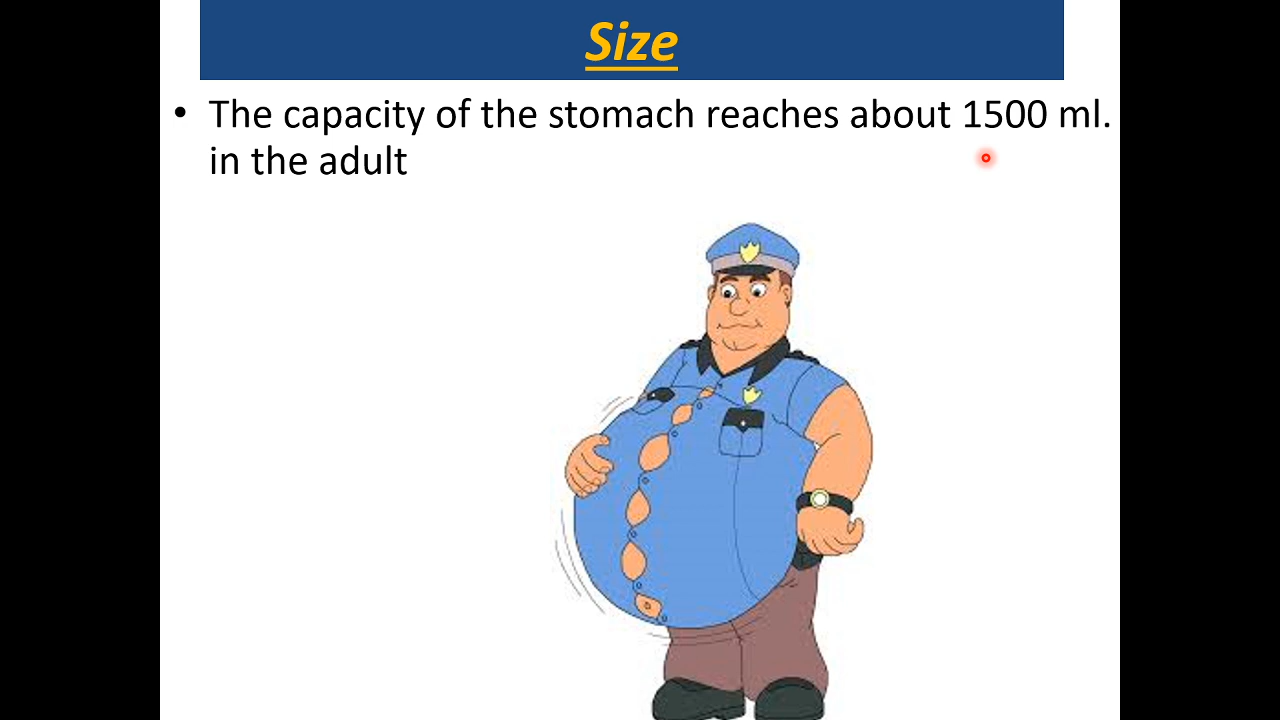 Size
• The capacity of the stomach reaches about 1500 ml.
in the adult